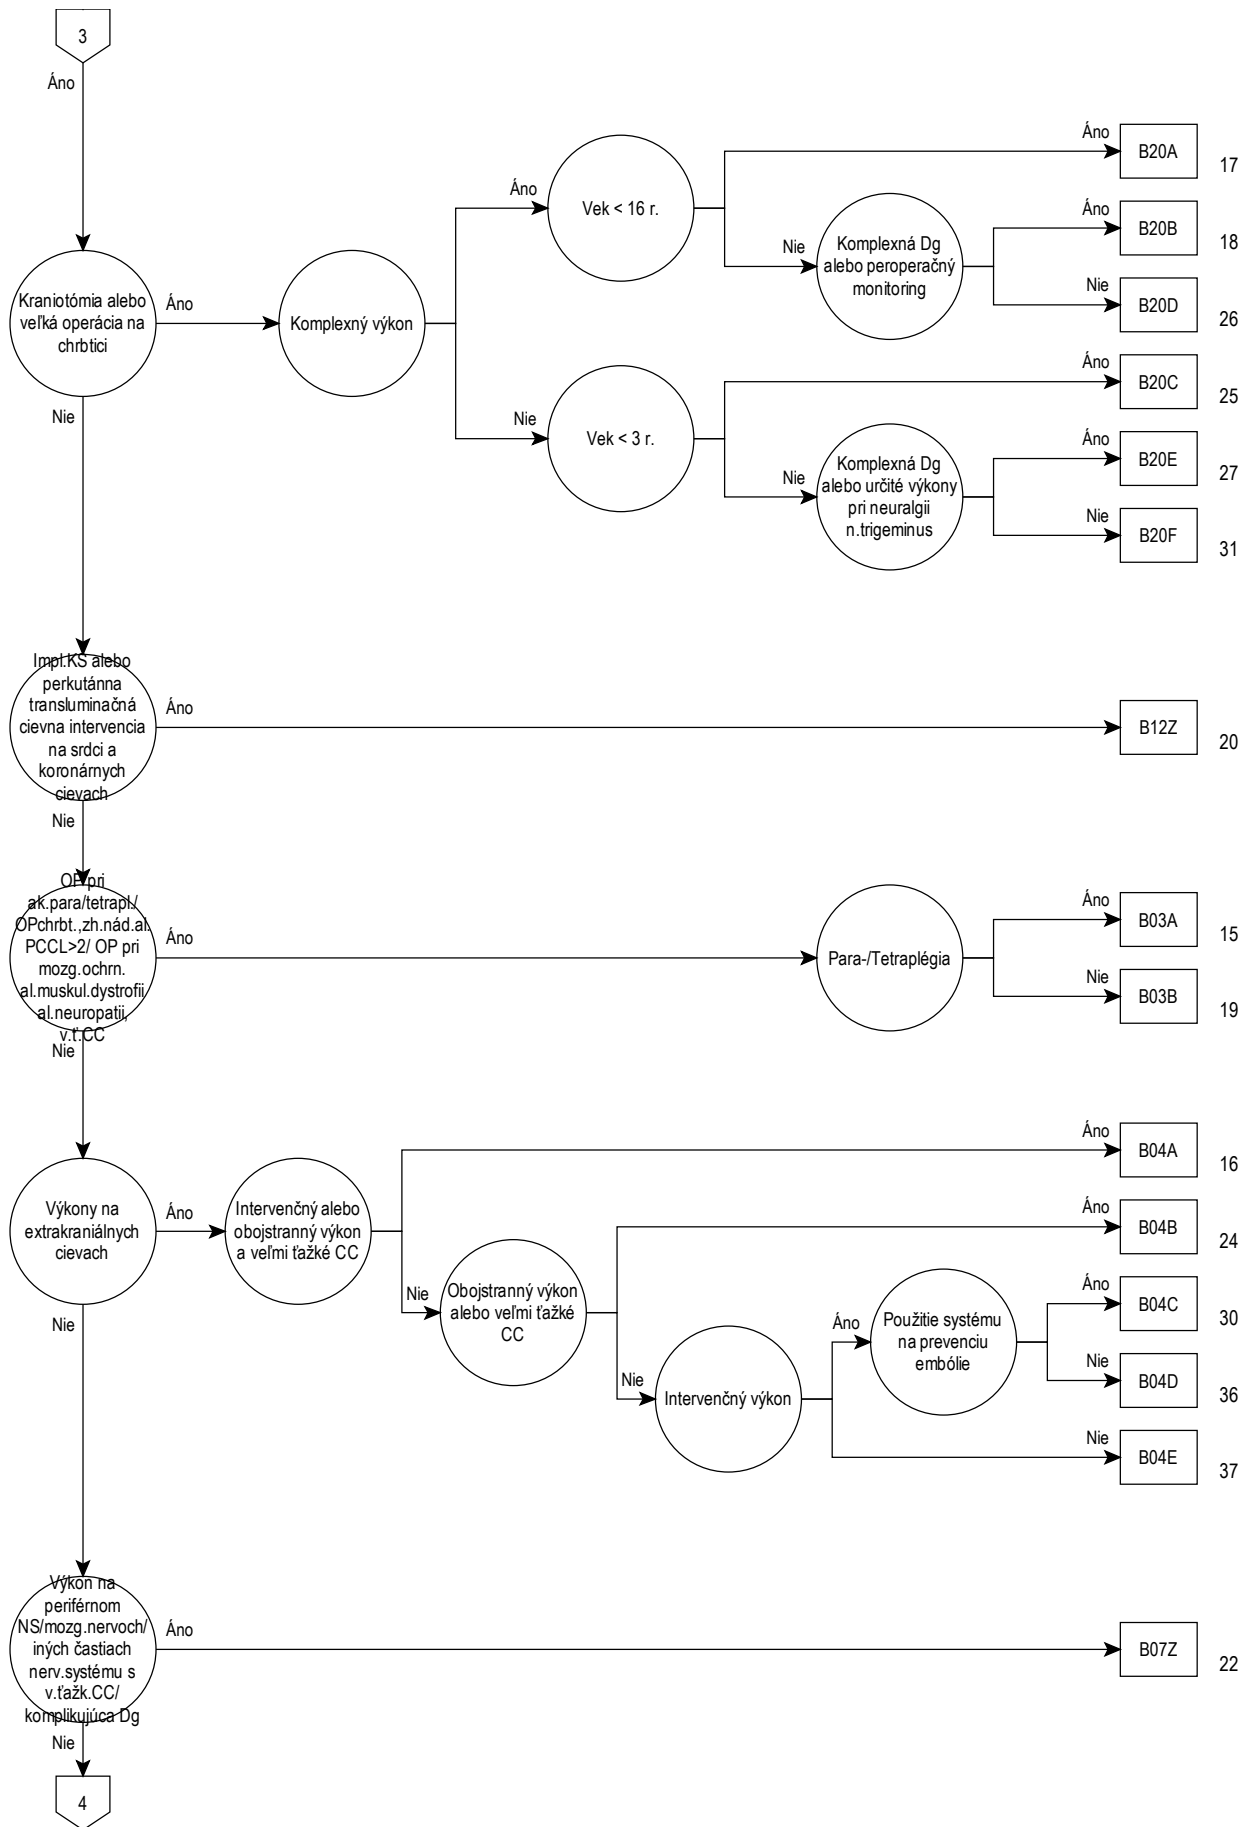 3
Áno
Kraniotómia alebo
veľká operácia na
chrbtici
Áno
Komplexný výkon
Áno
Vek < 16 r.
Áno
B20A
17
Nie
Komplexná Dg
alebo peroperačný
monitoring
Áno
B20B
18
Nie
B20D
26
Nie
Vek < 3 r.
Áno
B20C
25
Nie
Komplexná Dg
alebo určité výkony
pri neuralgii
n.trigeminus
Áno
B20E
27
Nie
B20F
31
Nie
Impl.KS alebo
perkutánna
transluminačná
cievna intervencia
na srdci a
koronárnych
cievach
Áno
B12Z
20
Nie
OP pri
ak.para/tetrapl./
OPchrbt.,zh.nád.al.
PCCL>2/ OP pri
mozg.ochrn.
al.muskul.dystrofii
al.neuropatii,
v.ť.CC
Áno
Para-/Tetraplégia
Áno
B03A
15
Nie
B03B
19
Nie
Výkony na
extrakraniálnych
cievach
Áno
Intervenčný alebo
obojstranný výkon
a veľmi ťažké CC
Áno
B04A
16
Nie
Obojstranný výkon
alebo veľmi ťažké
CC
Áno
B04B
24
Nie
Intervenčný výkon
Áno
Použitie systému
na prevenciu
embólie
Áno
B04C
30
Nie
B04D
36
Nie
B04E
37
Nie
Výkon na
periférnom
NS/mozg.nervoch/
iných častiach
nerv.systému s
v.ťažk.CC/
komplikujúca Dg
Áno
B07Z
22
Nie
4